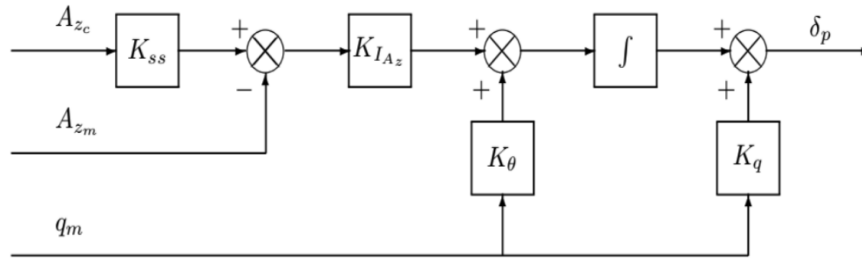 A_{z_c} δ_p
+ + +
K_{ss} K_{I_{A_z}} ∫
− + +
A_{z_m}
K_θ K_q
q_m